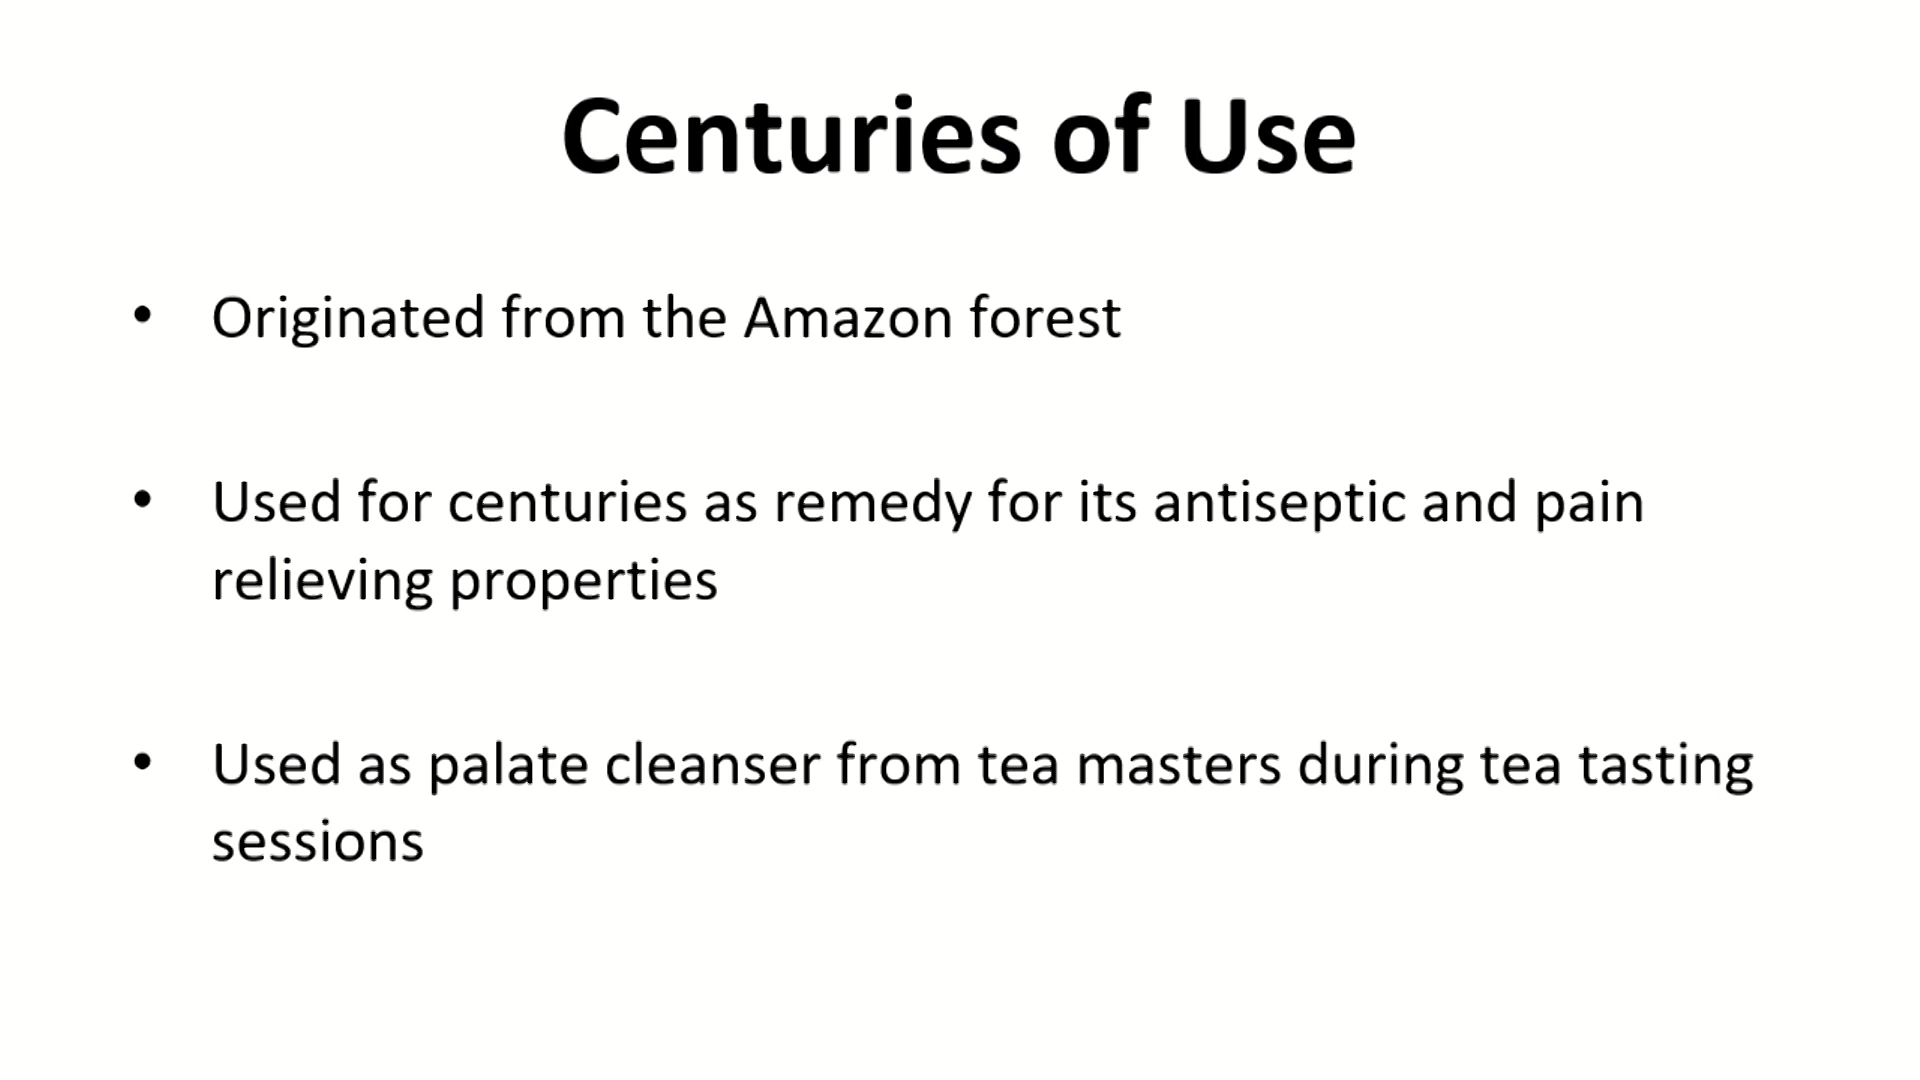 Centuries of Use
• Originated from the Amazon forest
• Used for centuries as remedy for its antiseptic and pain
relieving properties
• Used as palate cleanser from tea masters during tea tasting
sessions